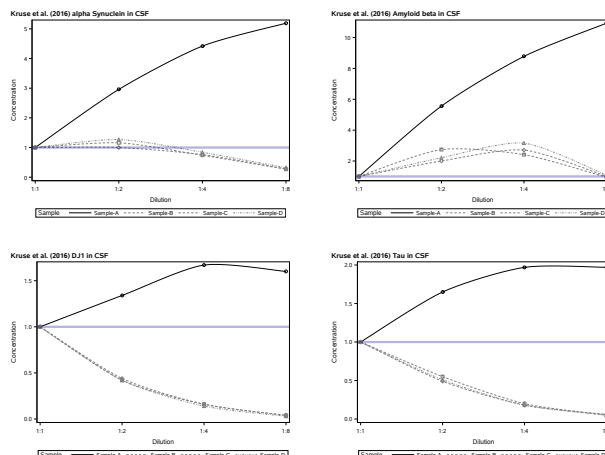 Kruse et al. (2016) alpha Synuclein in CSF
5
4
3
2
1
0
Concentration
1:1 1:2 1:4 1:8
Dilution
Sample Sample-A Sample-B Sample-C Sample-D
Kruse et al. (2016) Amyloid beta in CSF
10
8
6
4
2
Concentration
1:1 1:2 1:4
Dilution
Sample Sample-A Sample-B Sample-C Sample-D
Kruse et al. (2016) DJ1 in CSF
1.5
1.0
0.5
0.0
Concentration
1:1 1:2 1:4 1:8
Dilution
Sample Sample-A Sample-B Sample-C Sample-D
Kruse et al. (2016) Tau in CSF
2.0
1.5
1.0
0.5
0.0
Concentration
1:1 1:2 1:4
Dilution
Sample Sample-A Sample-B Sample-C Sample-D